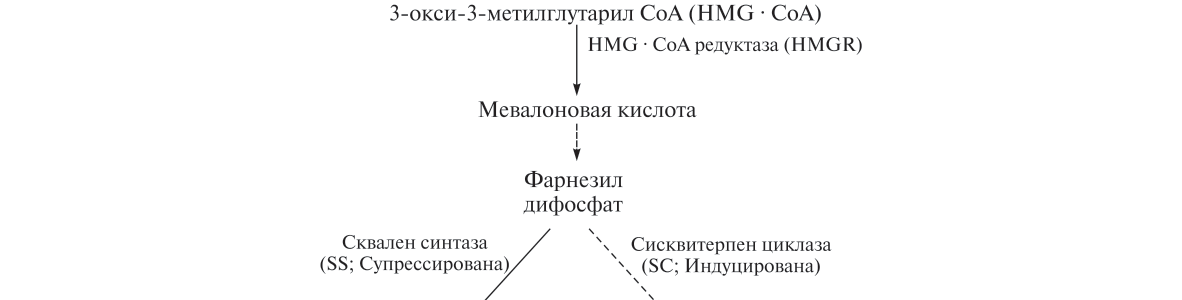 3-окси-3-метилглутарил CoA (HMG · CoA)
HMG · CoA редуктаза (HMGR)
Мевалоновая кислота
Фарнезил
дифосфат
Сквален синтаза
(SS; Супрессирована)
Сисквитерпен циклаза
(SC; Индуцирована)